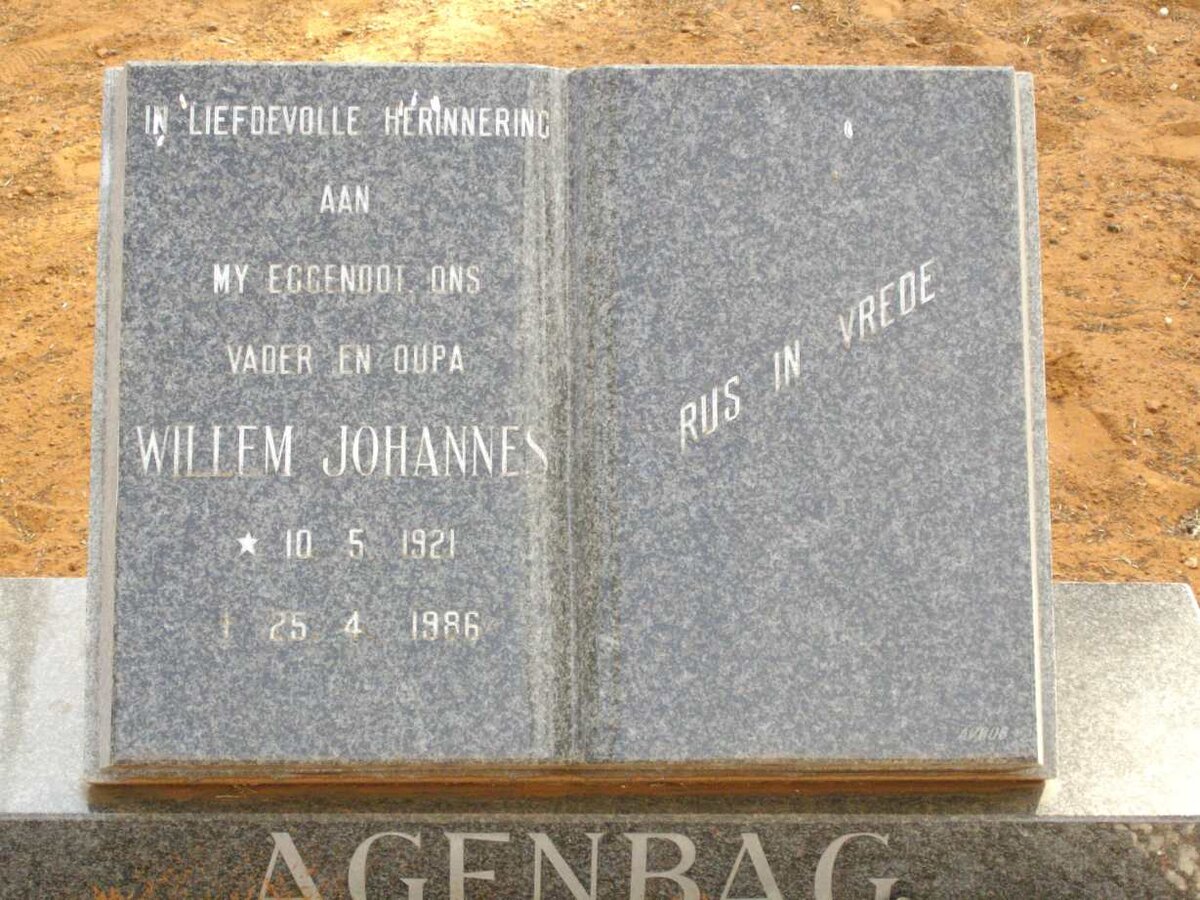 IN LIEFDEVOLLE HERINNERING
AAN
MY EGGENOOT, ONS
VADER EN OUPA
WILLEM JOHANNES
★ 10 5 1921
† 25 4 1986
RUS IN VREDE
AVBOB
AGENBAG